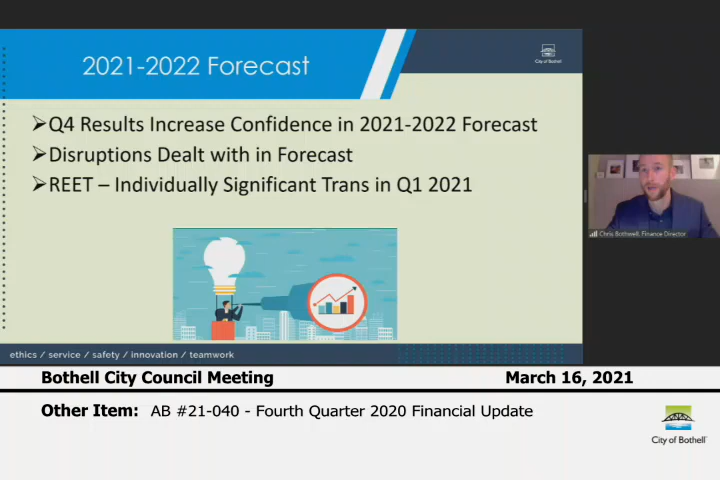 2021-2022 Forecast
City of Bothell
➢Q4 Results Increase Confidence in 2021-2022 Forecast
➢Disruptions Dealt with in Forecast
➢REET – Individually Significant Trans in Q1 2021
Chris Bothwell, Finance Director
ethics / service / safety / innovation / teamwork
Bothell City Council Meeting March 16, 2021
Other Item: AB #21-040 - Fourth Quarter 2020 Financial Update
City of Bothell